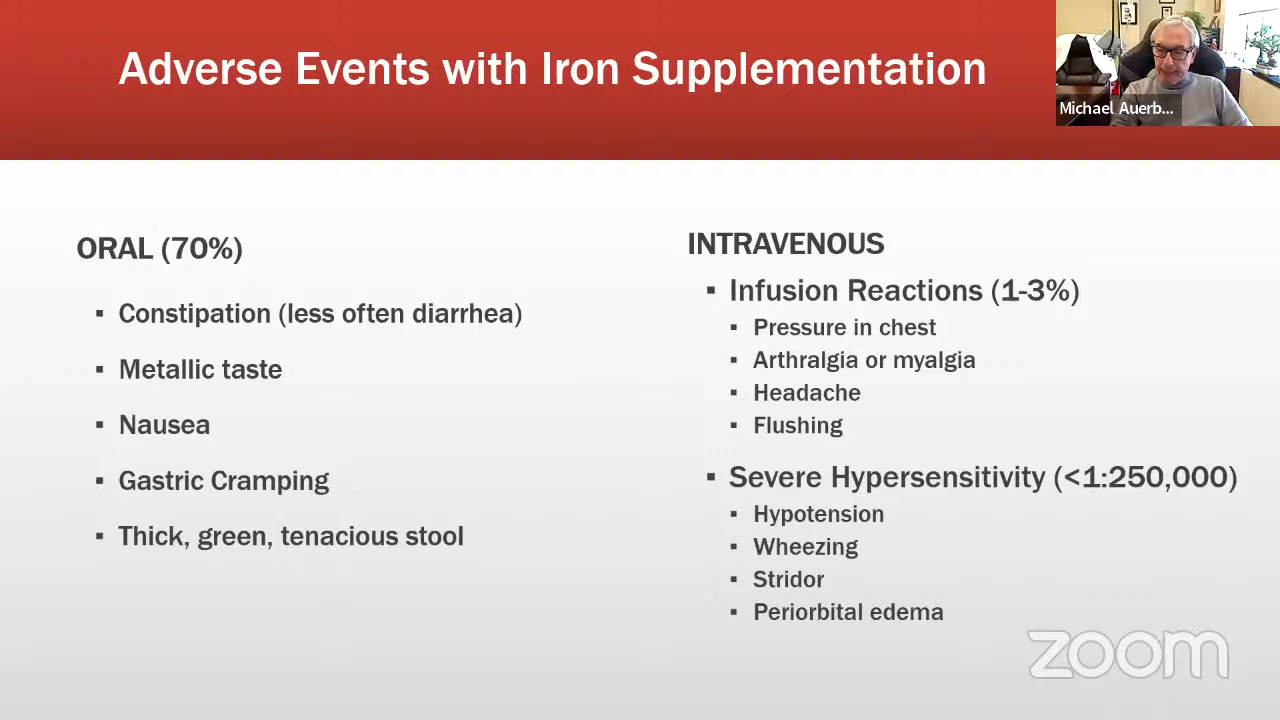 Adverse Events with Iron Supplementation
Michael Auerb...
ORAL (70%)
▪ Constipation (less often diarrhea)
▪ Metallic taste
▪ Nausea
▪ Gastric Cramping
▪ Thick, green, tenacious stool
INTRAVENOUS
▪ Infusion Reactions (1-3%)
▪ Pressure in chest
▪ Arthralgia or myalgia
▪ Headache
▪ Flushing
▪ Severe Hypersensitivity (<1:250,000)
▪ Hypotension
▪ Wheezing
▪ Stridor
▪ Periorbital edema
zoom